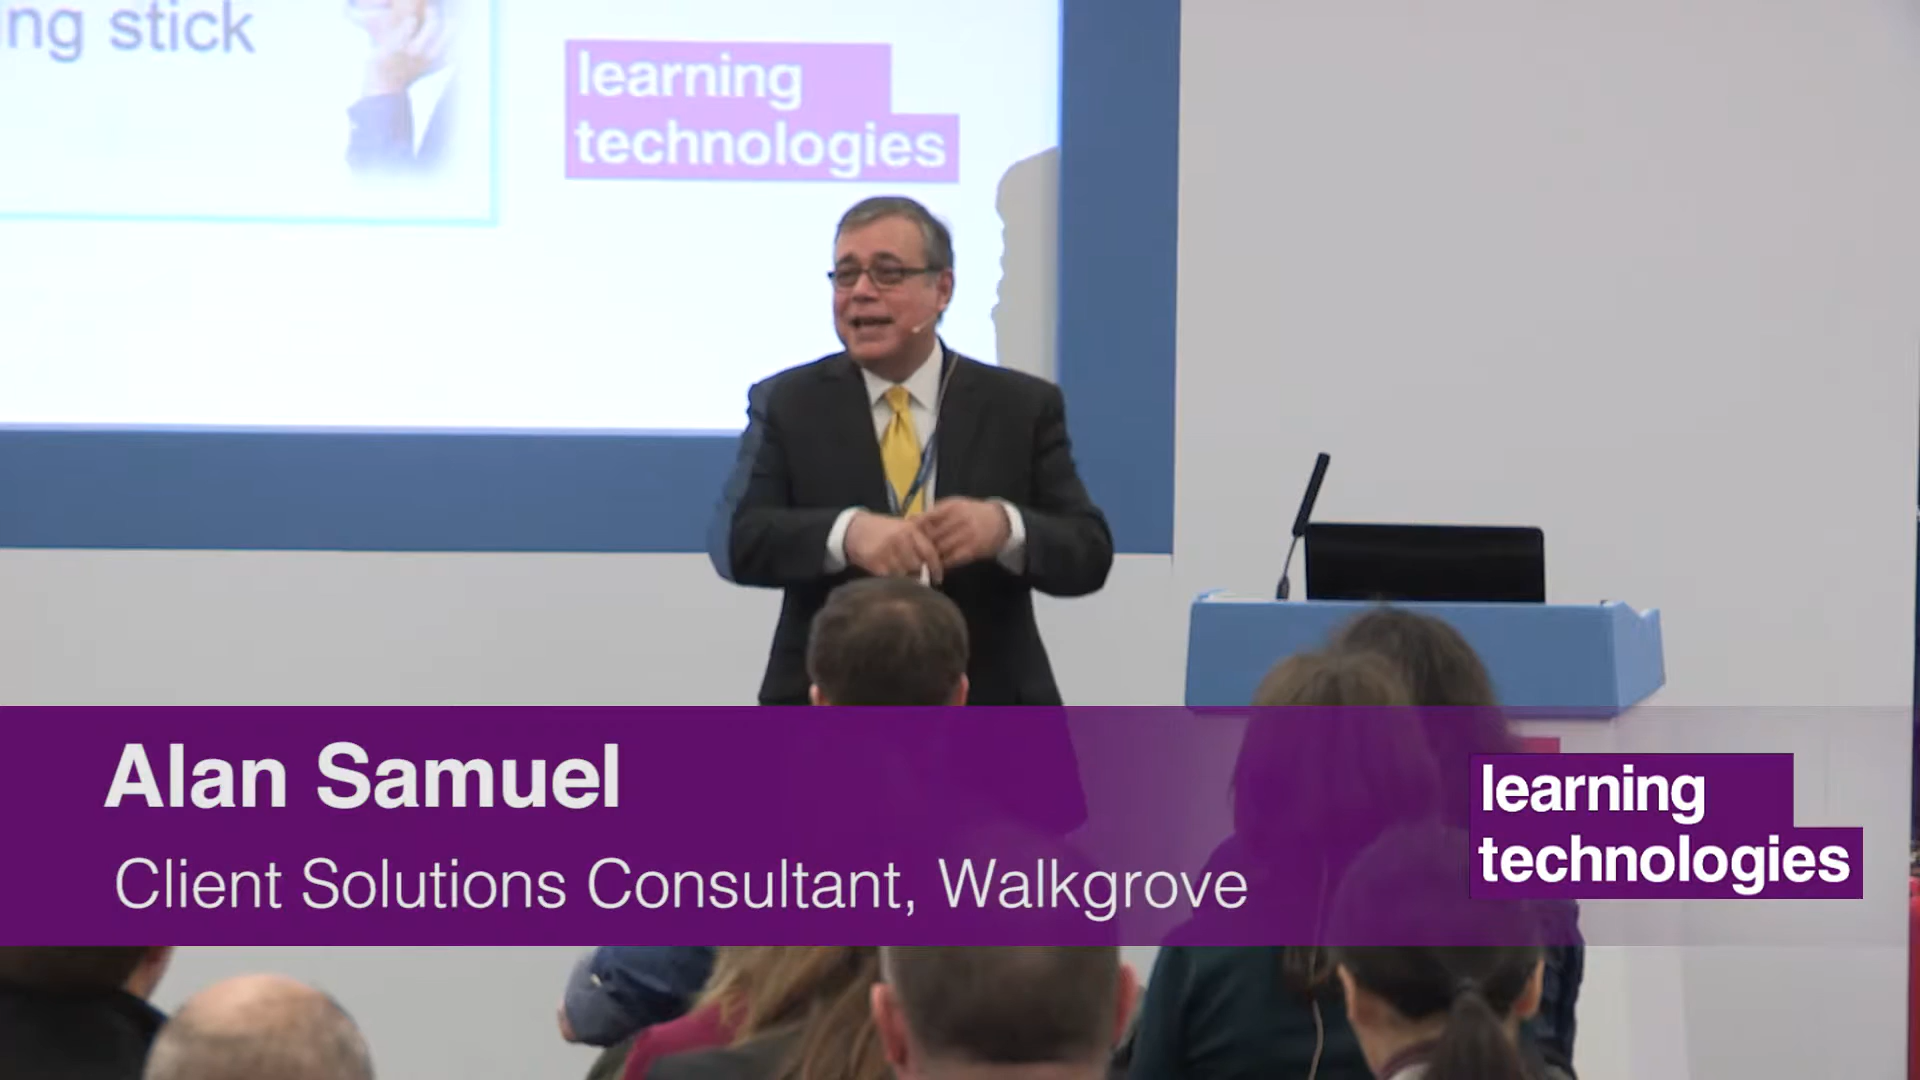 ng stick
learning
technologies
Alan Samuel
Client Solutions Consultant, Walkgrove
learning
technologies